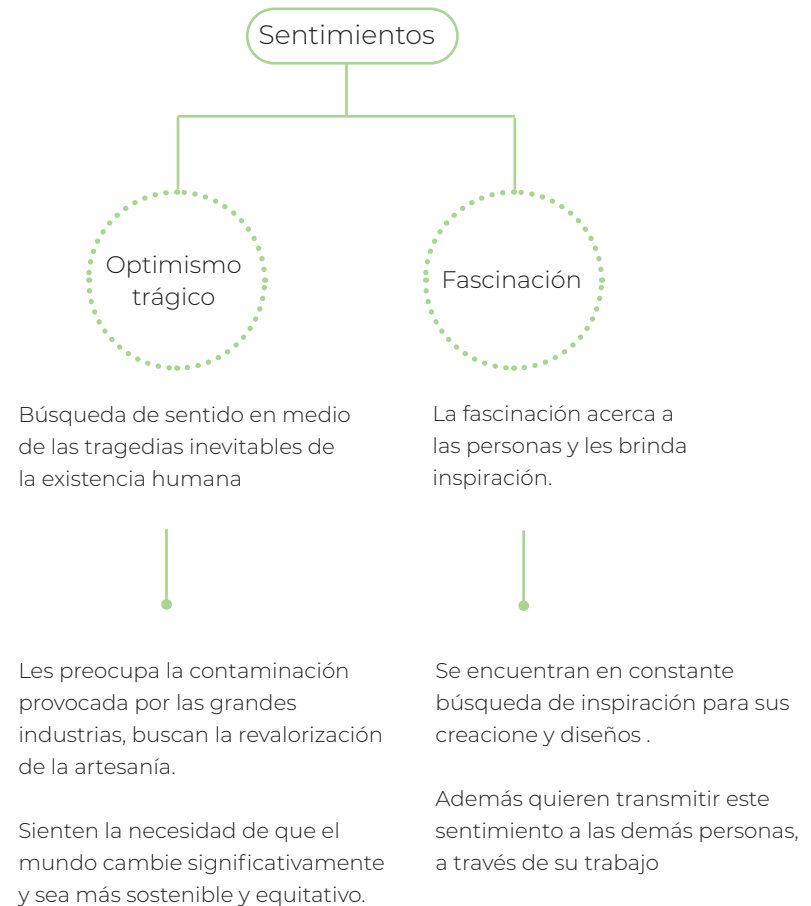 Sentimientos
Optimismo
trágico
Búsqueda de sentido en medio
de las tragedias inevitables de
la existencia humana
Les preocupa la contaminación
provocada por las grandes
industrias, buscan la revalorización
de la artesanía.
Sienten la necesidad de que el
mundo cambie significativamente
y sea más sostenible y equitativo.
Fascinación
La fascinación acerca a
las personas y les brinda
inspiración.
Se encuentran en constante
búsqueda de inspiración para sus
creacione y diseños .
Además quieren transmitir este
sentimiento a las demás personas,
a través de su trabajo